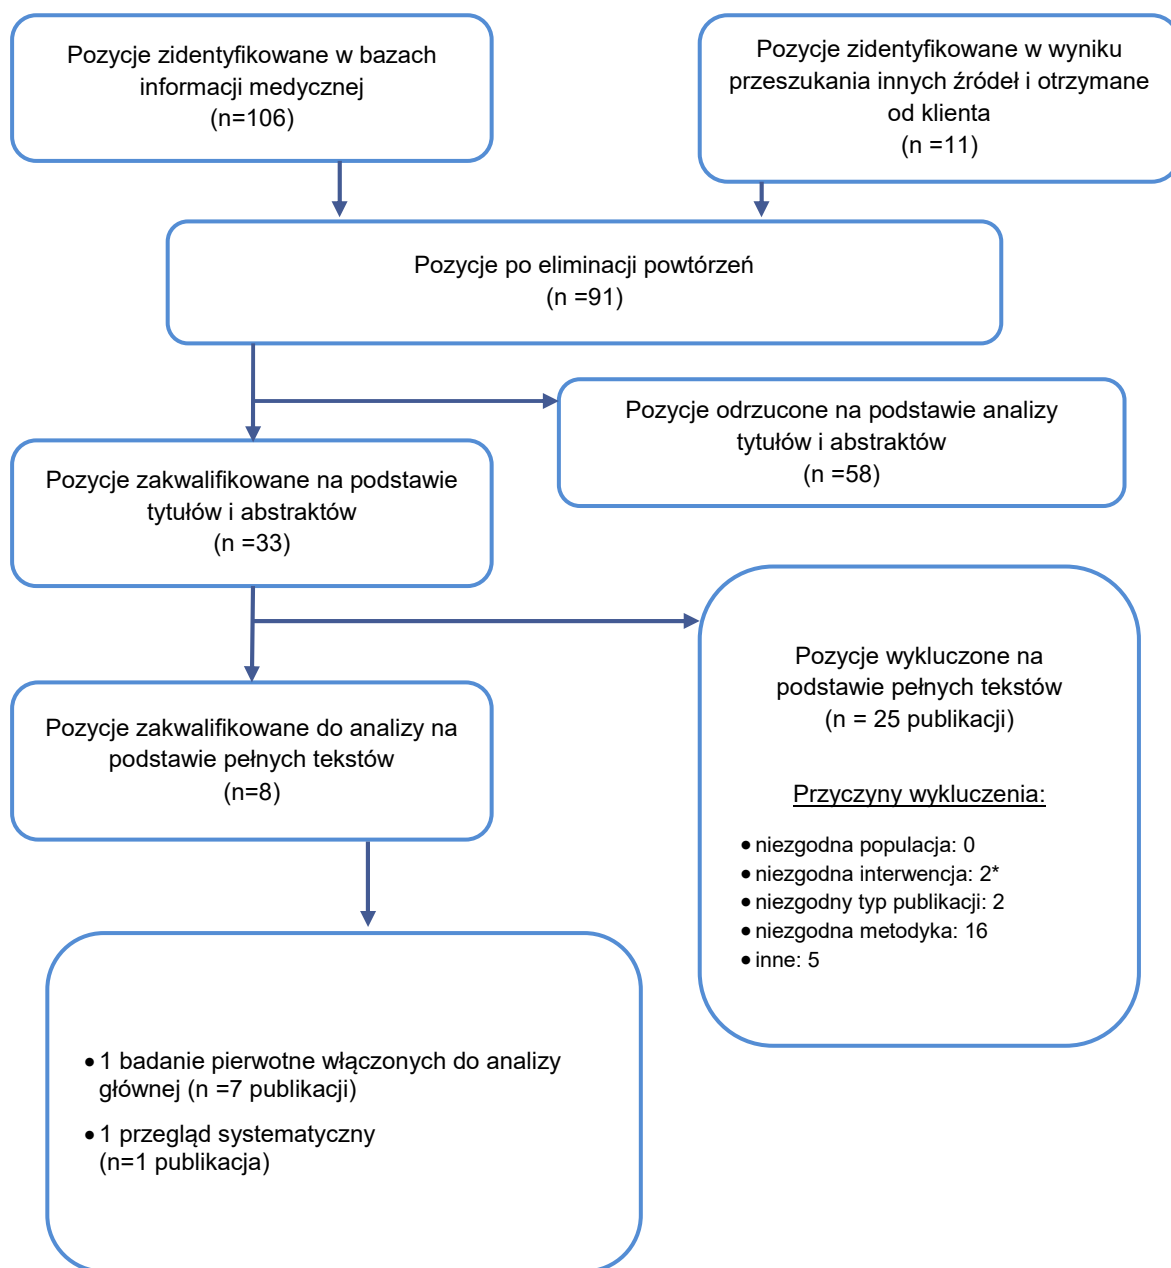 Pozycje zidentyfikowane w bazach
informacji medycznej
(n=106)
Pozycje zidentyfikowane w wyniku
przeszukania innych źródeł i otrzymane
od klienta
(n =11)
Pozycje po eliminacji powtórzeń
(n =91)
Pozycje odrzucone na podstawie analizy
tytułów i abstraktów
(n =58)
Pozycje zakwalifikowane na podstawie
tytułów i abstraktów
(n =33)
Pozycje wykluczone na
podstawie pełnych tekstów
(n = 25 publikacji)
Przyczyny wykluczenia:
• niezgodna populacja: 0
• niezgodna interwencja: 2*
• niezgodny typ publikacji: 2
• niezgodna metodyka: 16
• inne: 5
Pozycje zakwalifikowane do analizy na
podstawie pełnych tekstów
(n=8)
• 1 badanie pierwotne włączonych do analizy
głównej (n =7 publikacji)
• 1 przegląd systematyczny
(n=1 publikacja)